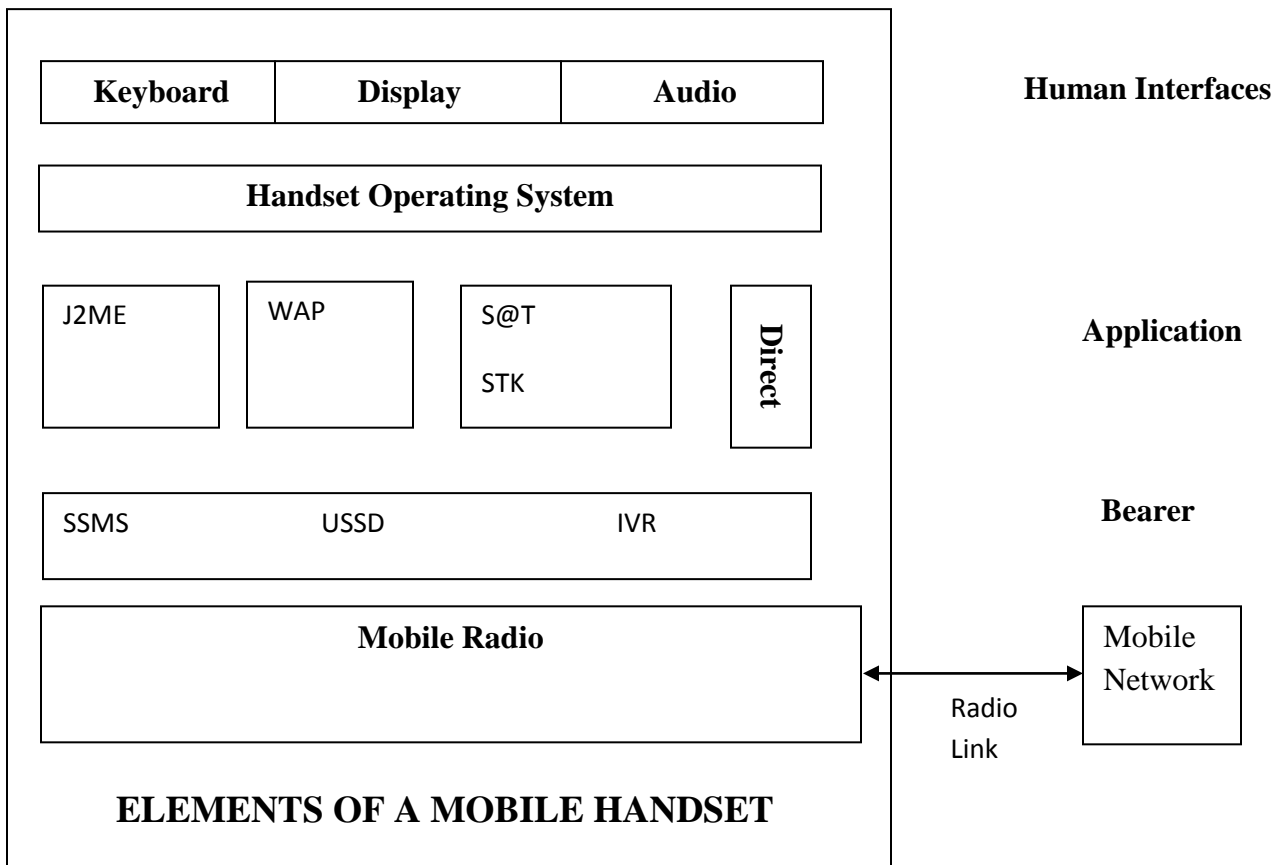 Keyboard Display Audio
Human Interfaces
Handset Operating System
J2ME WAP S@T
STK
Direct
Application
SSMS USSD IVR
Bearer
Mobile Radio
Mobile
Network
Radio
Link
ELEMENTS OF A MOBILE HANDSET